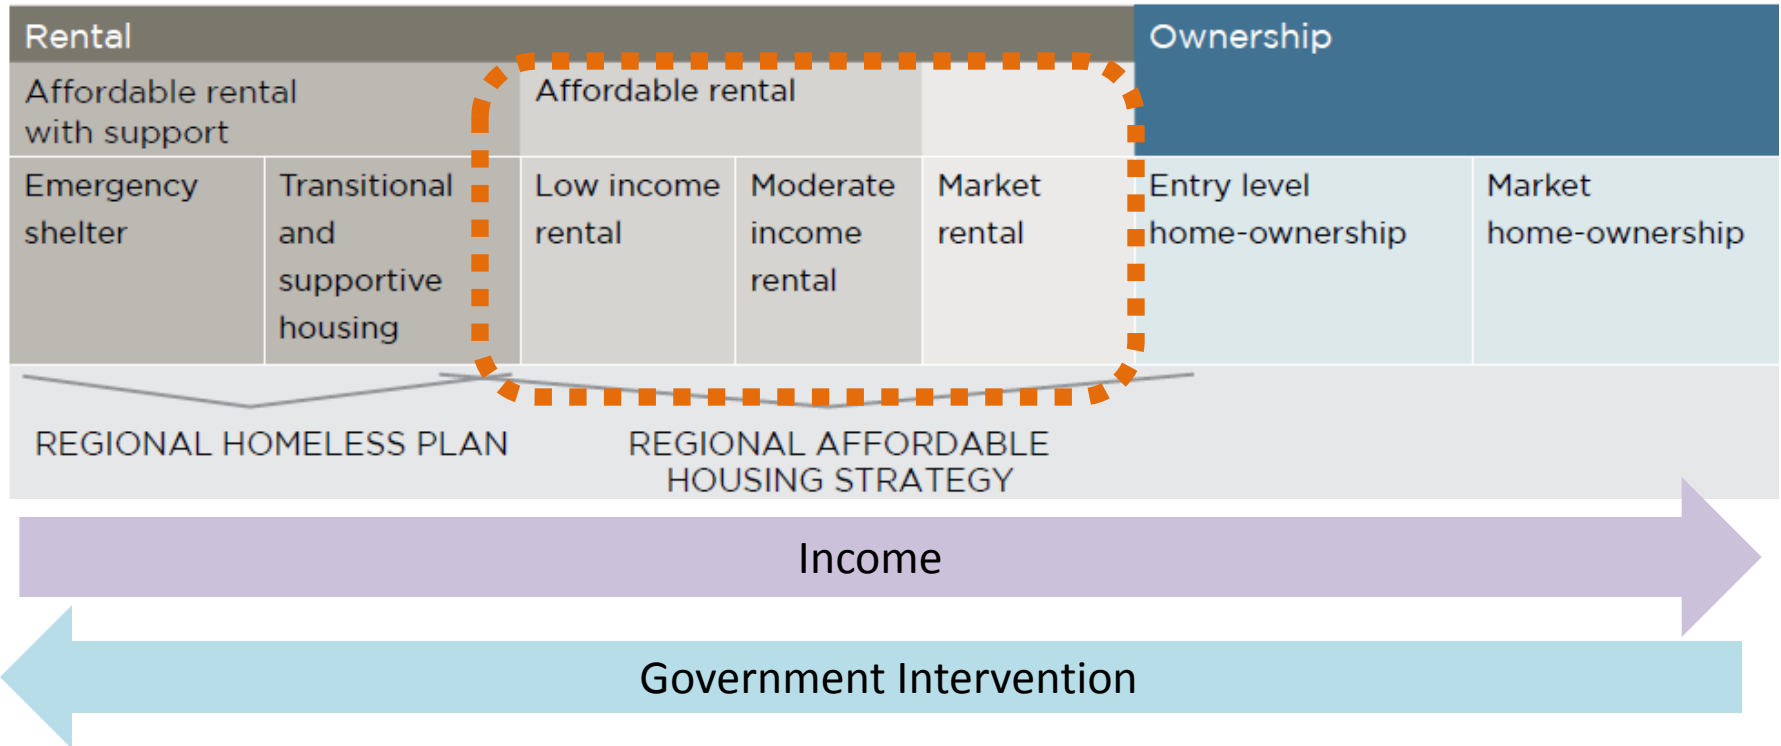 Rental
Ownership
Affordable rental
with support
Affordable rental
Emergency
shelter
Transitional
and
supportive
housing
Low income
rental
Moderate
income
rental
Market
rental
Entry level
home-ownership
Market
home-ownership
REGIONAL HOMELESS PLAN
REGIONAL AFFORDABLE
HOUSING STRATEGY
Income
Government Intervention